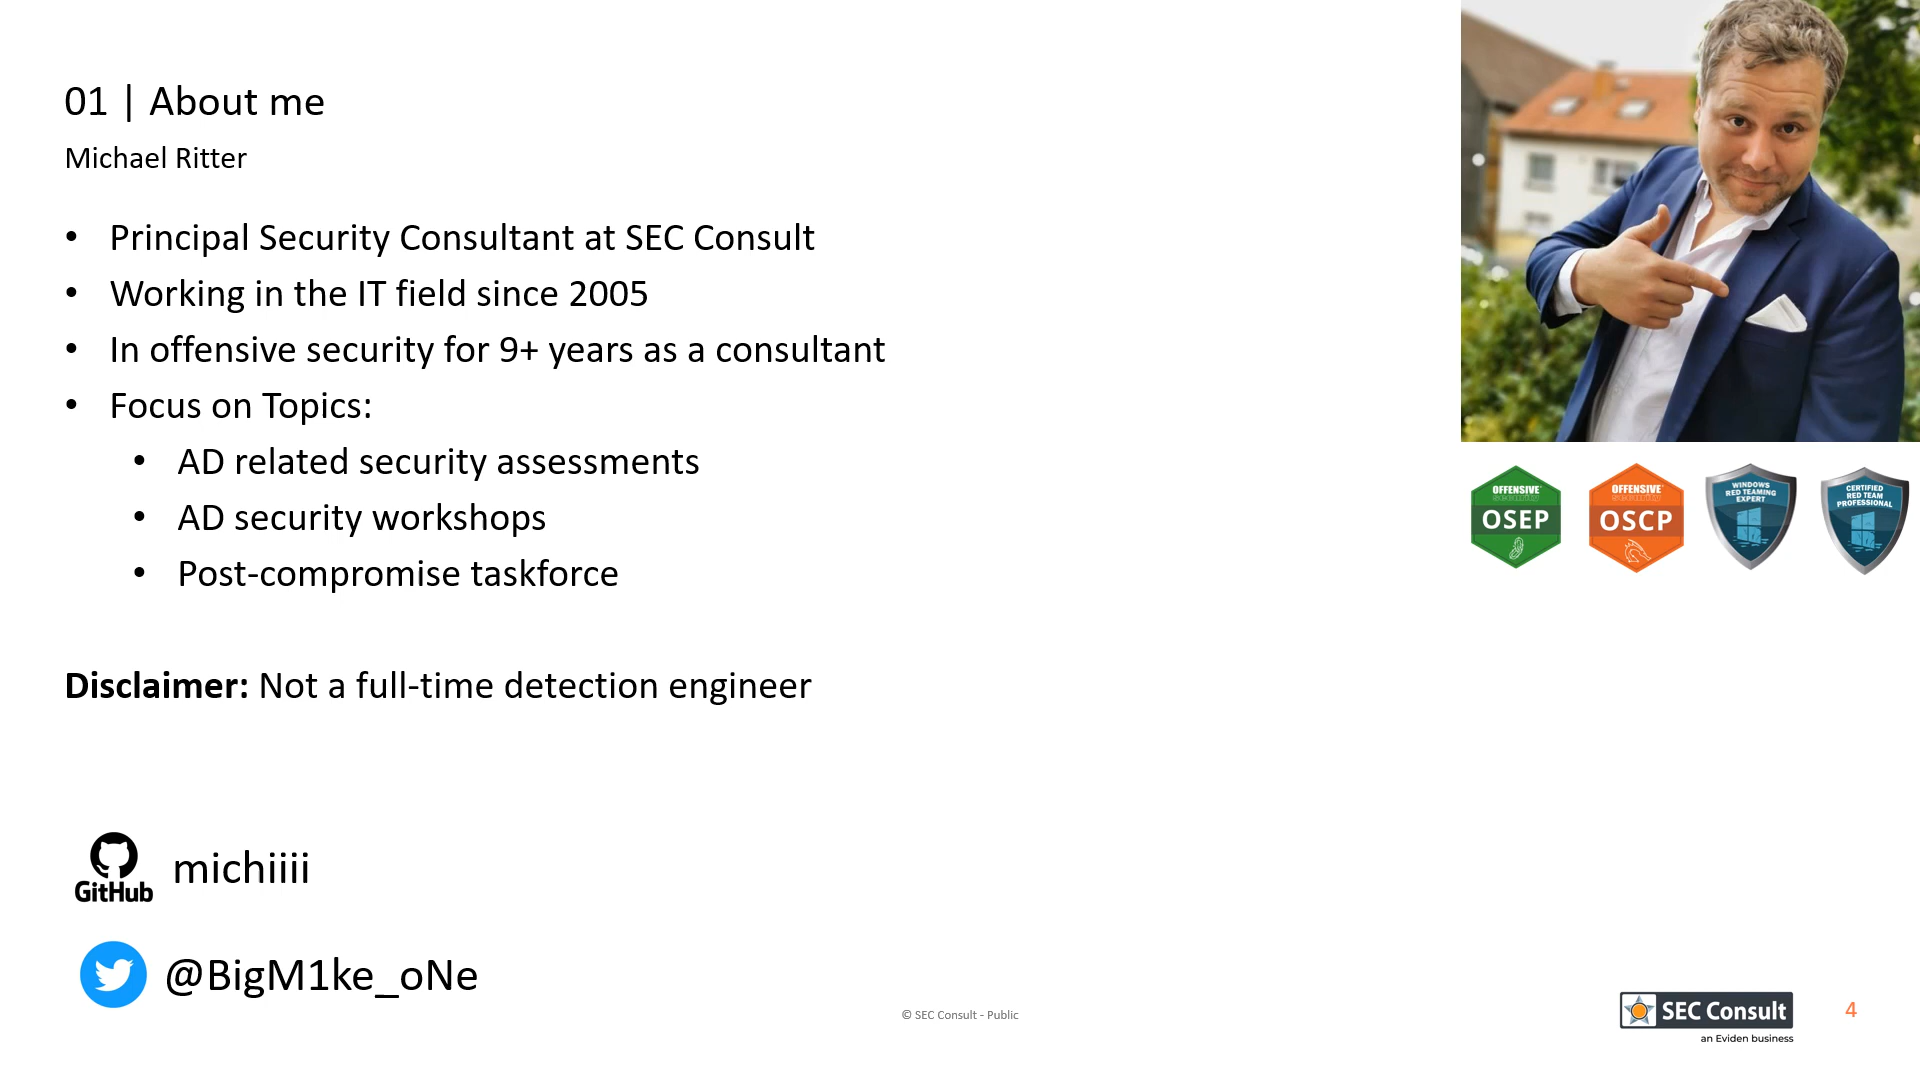 01 | About me
Michael Ritter
• Principal Security Consultant at SEC Consult
• Working in the IT field since 2005
• In offensive security for 9+ years as a consultant
• Focus on Topics:
• AD related security assessments
• AD security workshops
• Post-compromise taskforce
Disclaimer: Not a full-time detection engineer
OFFENSIVE
security
OSEP
OFFENSIVE
security
OSCP
WINDOWS
RED TEAMING
EXPERT
CERTIFIED
RED TEAM
PROFESSIONAL
GitHub michiiii
@BigM1ke_oNe
© SEC Consult - Public
SEC Consult
an Eviden business
4